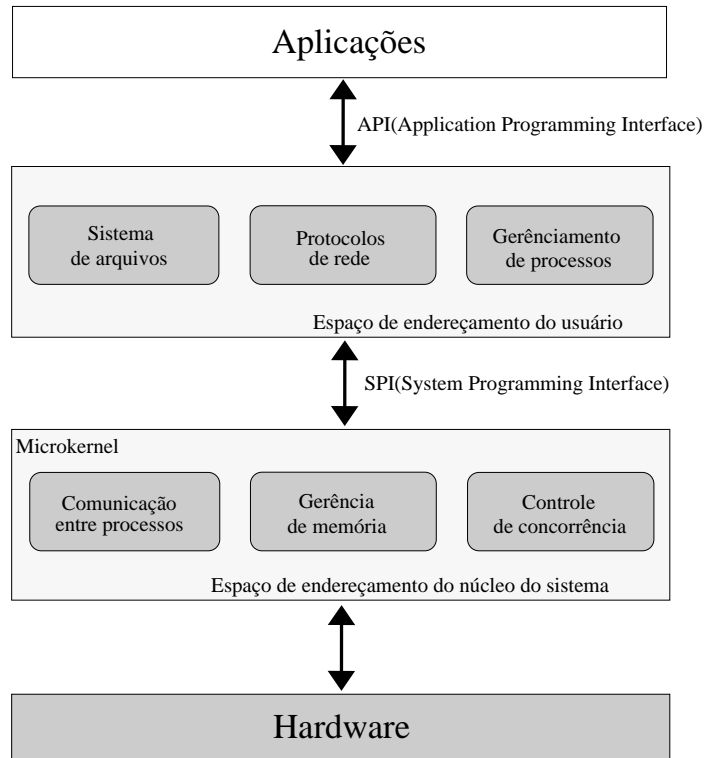 Aplicações
API(Application Programming Interface)
Sistema
de arquivos
Protocolos
de rede
Gerênciamento
de processos
Espaço de endereçamento do usuário
SPI(System Programming Interface)
Microkernel
Comunicação
entre processos
Gerência
de memória
Controle
de concorrência
Espaço de endereçamento do núcleo do sistema
Hardware